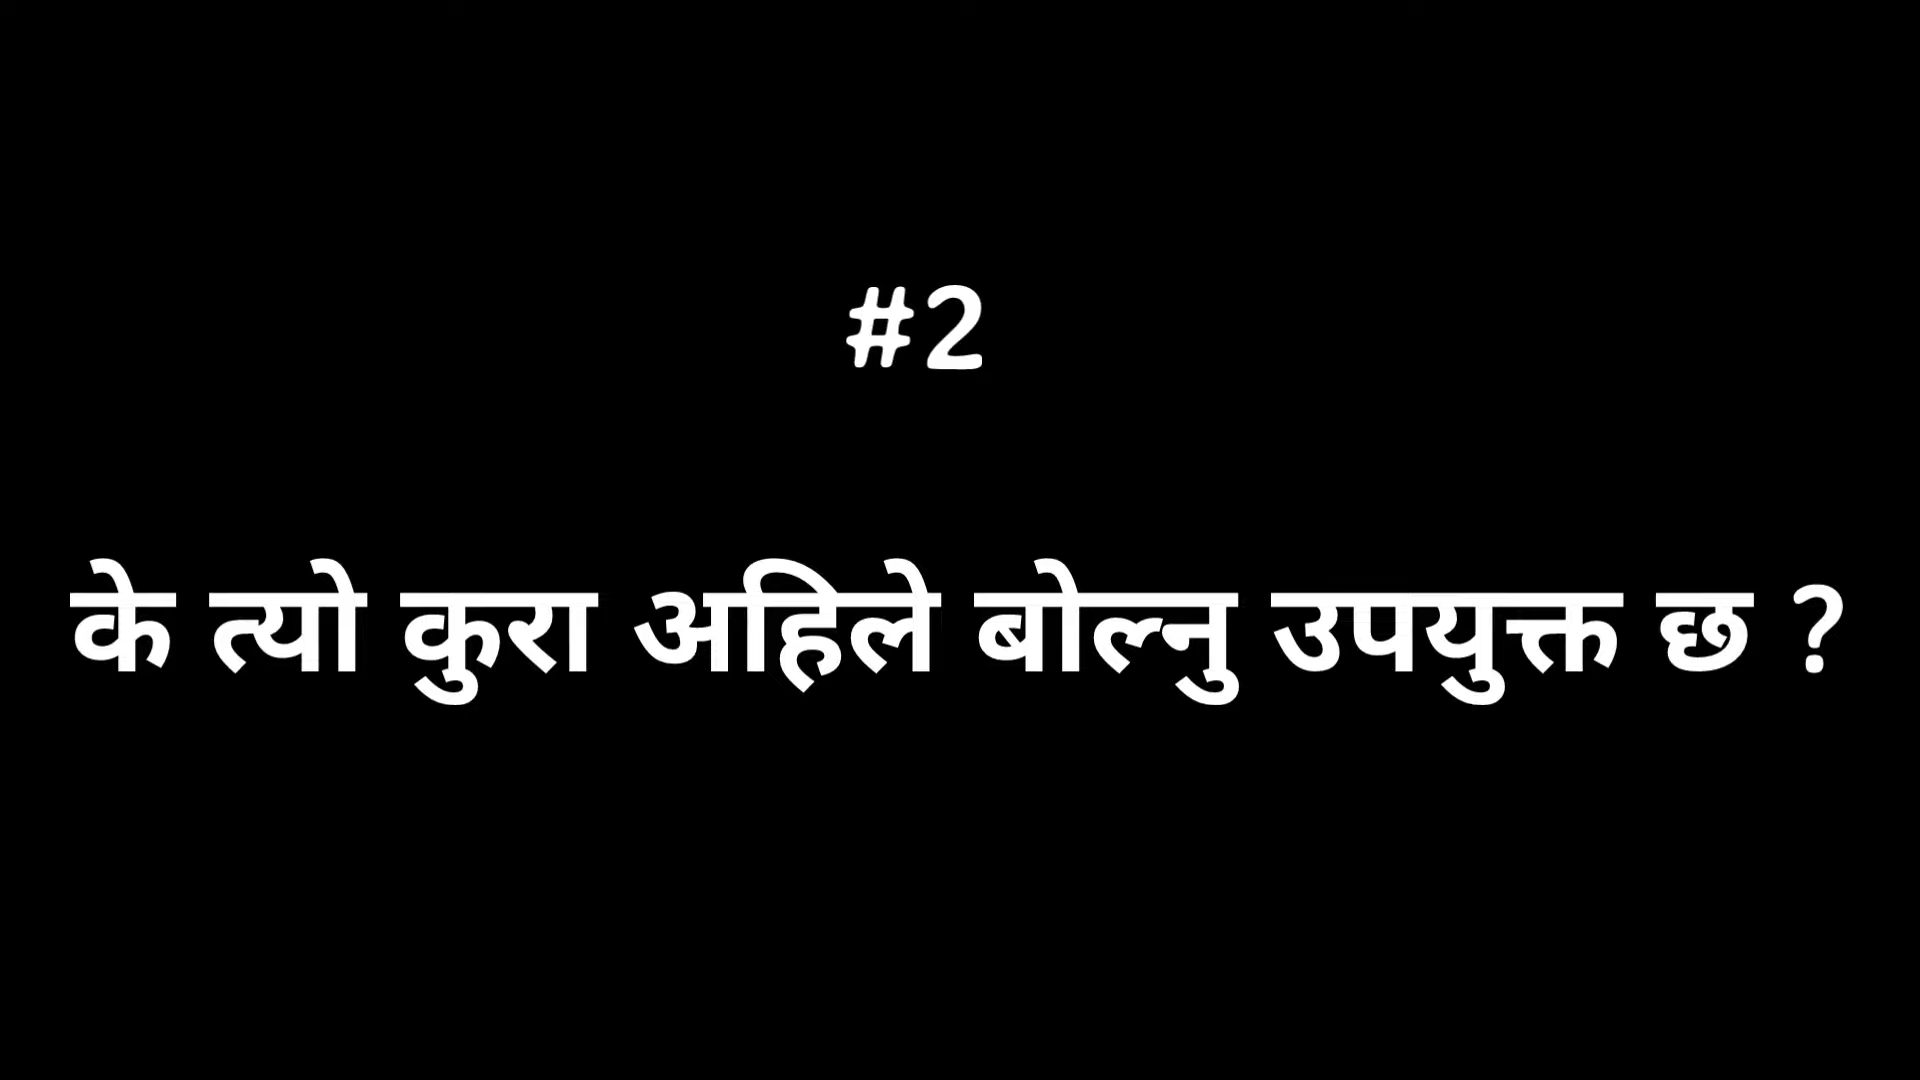 #2
के त्यो कुरा अहिले बोल्नु उपयुक्त छ ?